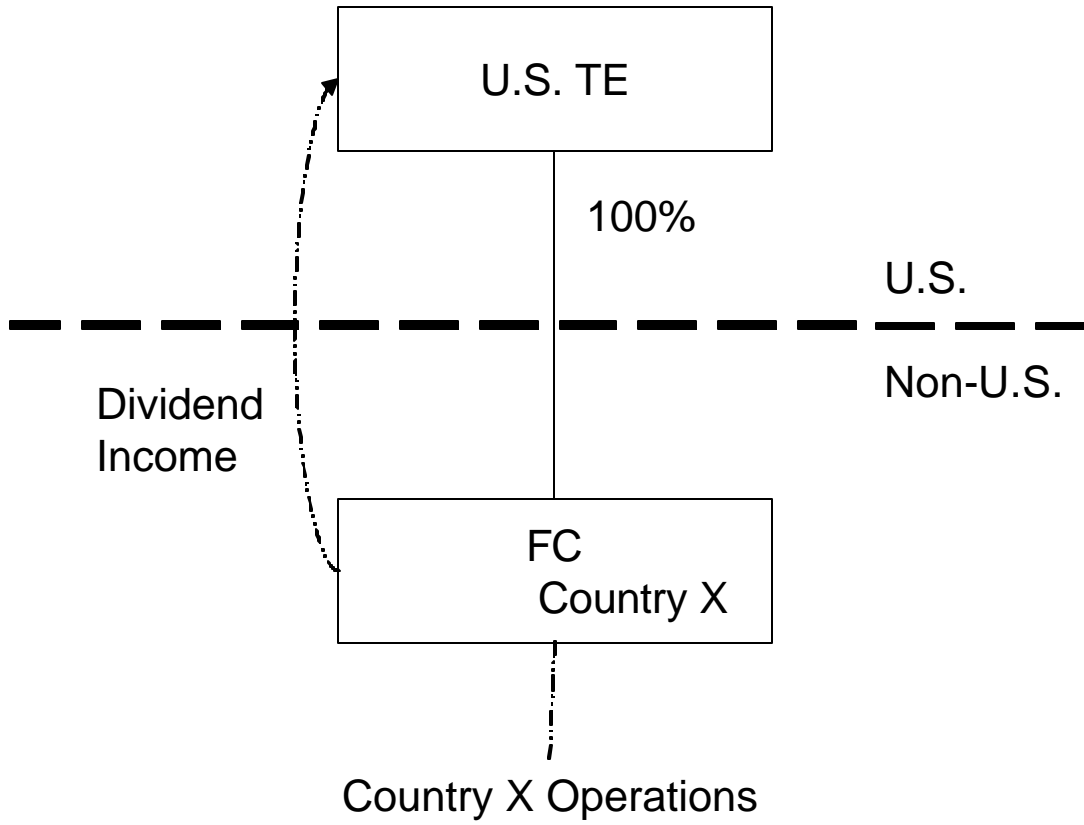 U.S. TE
100%
U.S.
Non-U.S.
Dividend
Income
FC
Country X
Country X Operations